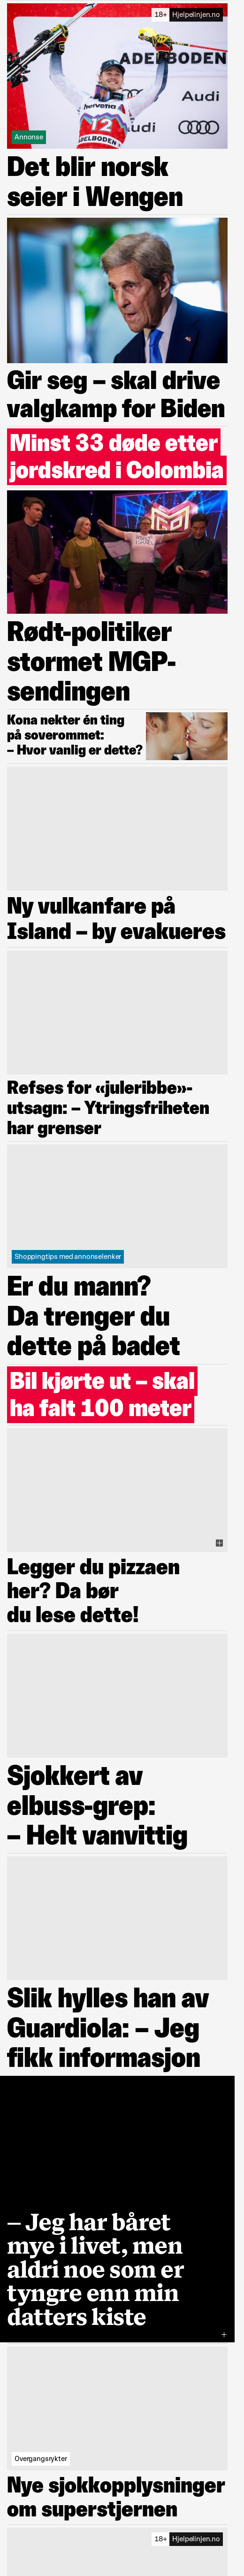 18+ Hjelpelinjen.no
ADELBODEN
Audi
helvetia
12
Audi
Annonse
Det blir norsk
seier i Wengen
Gir seg – skal drive
valgkamp for Biden
Minst 33 døde etter
jordskred i Colombia
Rødt-politiker
stormet MGP-
sendingen
Kona nekter én ting
på soverommet:
– Hvor vanlig er dette?
Ny vulkanfare på
Island – by evakueres
Refses for «juleribbe»-
utsagn: – Ytringsfriheten
har grenser
Shoppingtips med annonselenker
Er du mann?
Da trenger du
dette på badet
Bil kjørte ut – skal
ha falt 100 meter
Legger du pizzaen
her? Da bør
du lese dette!
Sjokkert av
elbuss-grep:
– Helt vanvittig
Slik hylles han av
Guardiola: – Jeg
fikk informasjon
– Jeg har båret
mye i livet, men
aldri noe som er
tyngre enn min
datters kiste
Overgangsrykter
Nye sjokkopplysninger
om superstjernen
18+ Hjelpelinjen.no